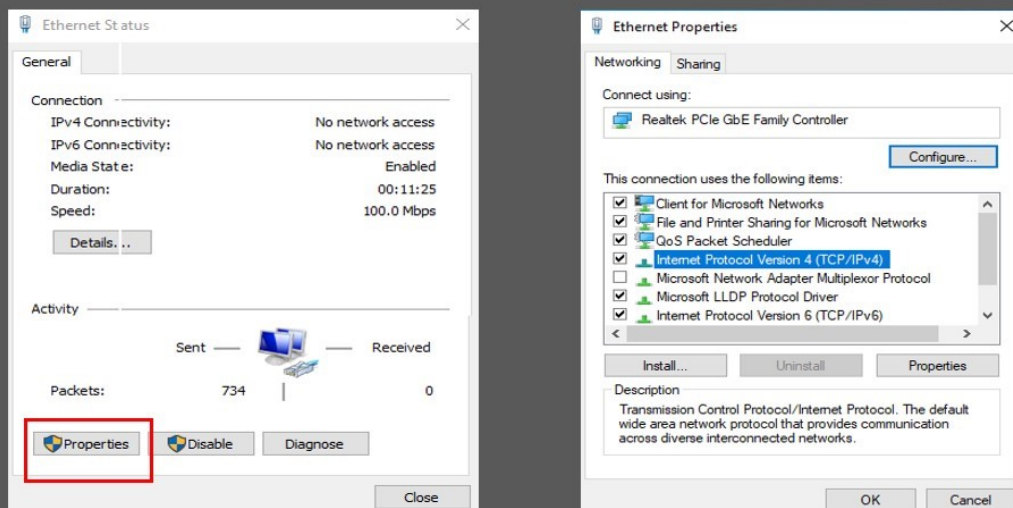 Ethernet Status
General
Connection
IPv4 Connectivity: No network access
IPv6 Connectivity: No network access
Media State: Enabled
Duration: 00:11:25
Speed: 100.0 Mbps
Details...
Activity
Sent Received
Packets: 734 0
Properties Disable Diagnose
Close
Ethernet Properties
Networking Sharing
Connect using:
Realtek PCIe GbE Family Controller
Configure...
This connection uses the following items:
Client for Microsoft Networks
File and Printer Sharing for Microsoft Networks
QoS Packet Scheduler
Internet Protocol Version 4 (TCP/IPv4)
Microsoft Network Adapter Multiplexor Protocol
Microsoft LLDP Protocol Driver
Internet Protocol Version 6 (TCP/IPv6)
Install... Uninstall Properties
Description
Transmission Control Protocol/Internet Protocol. The default
wide area network protocol that provides communication
across diverse interconnected networks.
OK Cancel